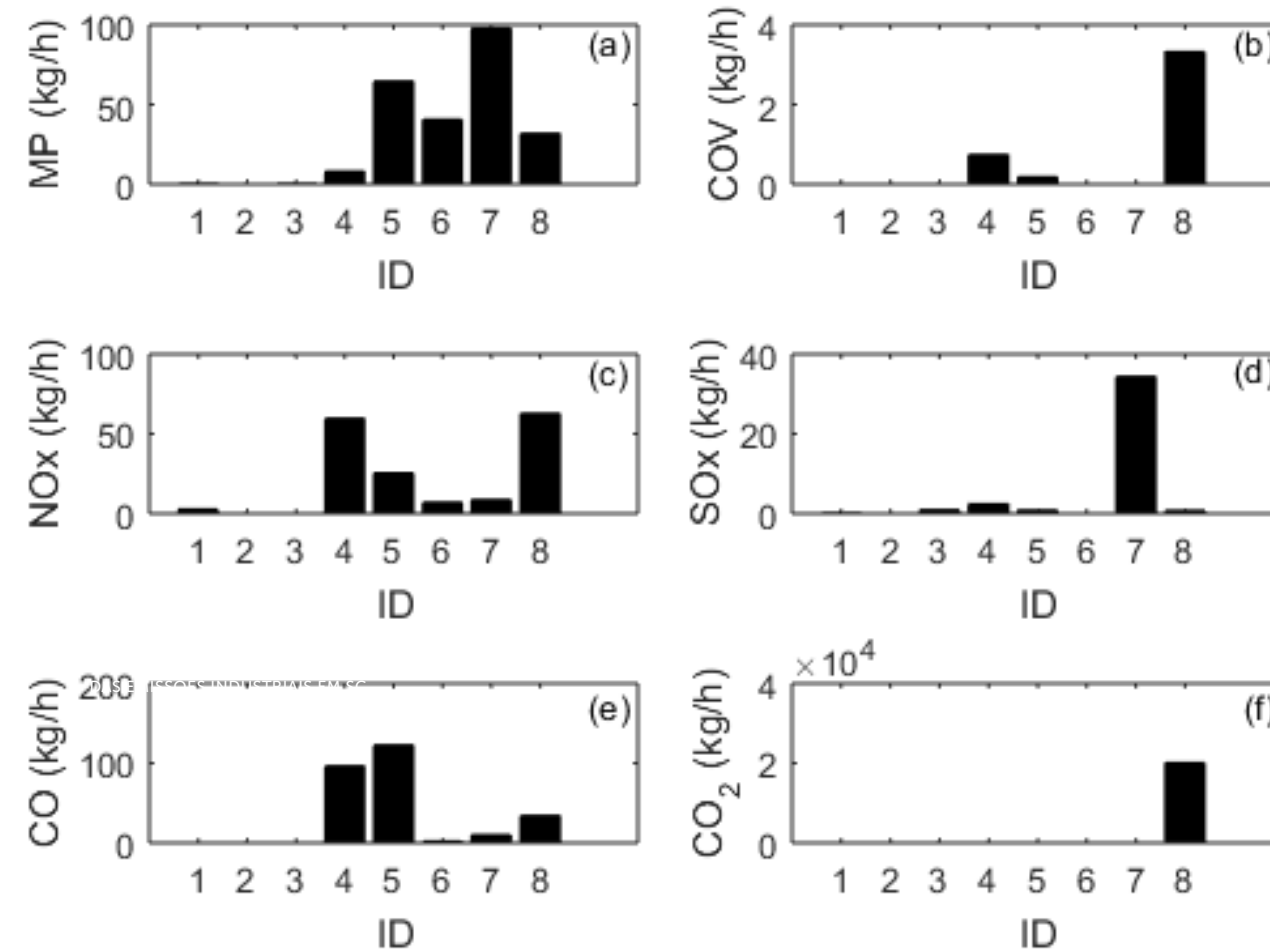 MP (kg/h)
100
50
0
(a)
1 2 3 4 5 6 7 8
ID
COV (kg/h)
4
2
0
(b)
1 2 3 4 5 6 7 8
ID
NOx (kg/h)
100
50
0
(c)
1 2 3 4 5 6 7 8
ID
SOx (kg/h)
40
20
0
(d)
1 2 3 4 5 6 7 8
ID
CO (kg/h)
200
100
0
(e)
1 2 3 4 5 6 7 8
ID
CO₂ (kg/h)
×10⁴
4
2
0
(f)
1 2 3 4 5 6 7 8
ID
INDUSTRIAIS EM SC